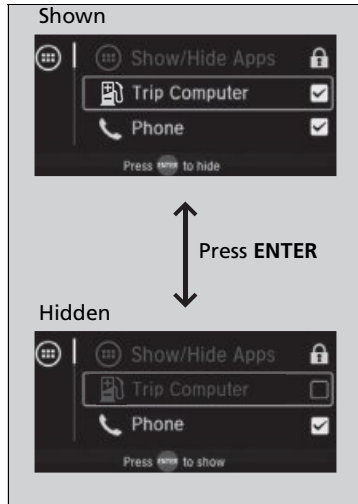 Shown
Show/Hide Apps
Trip Computer
Phone
Press ENTER to hide
Press ENTER
Hidden
Show/Hide Apps
Trip Computer
Phone
Press ENTER to show